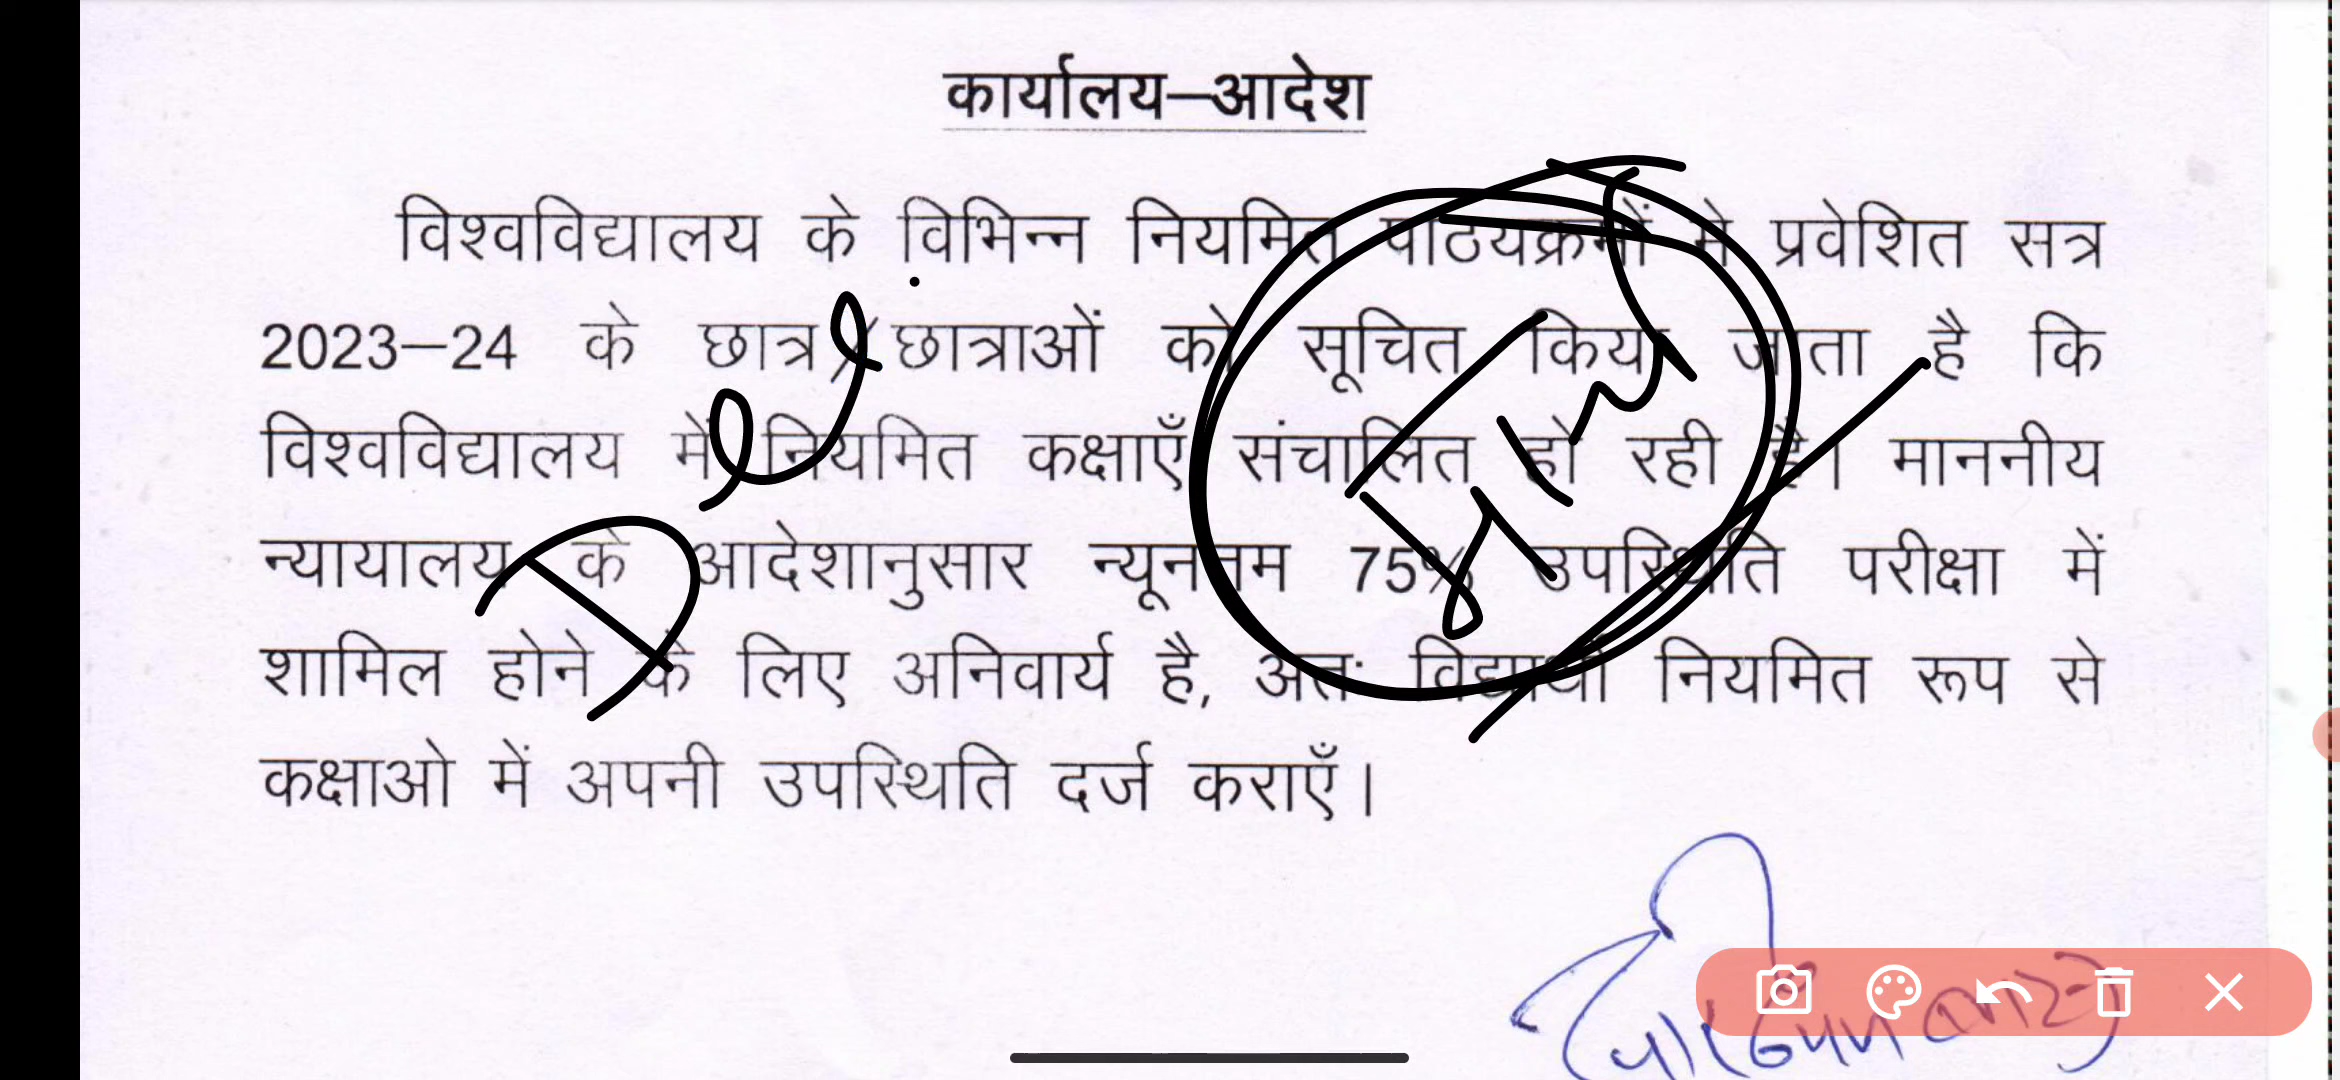 कार्यालय–आदेश
विश्वविद्यालय के विभिन्न नियमित पाठयक्रमों मे प्रवेशित सत्र
2023–24 के छात्र/छात्राओं को सूचित किया जाता है कि
विश्वविद्यालय में नियमित कक्षाएँ संचालित हो रही है। माननीय
न्यायालय के आदेशानुसार न्यूनतम 75% उपस्थिति परीक्षा में
शामिल होने के लिए अनिवार्य है, अतः विद्यार्थी नियमित रूप से
कक्षाओ में अपनी उपस्थिति दर्ज कराएँ।